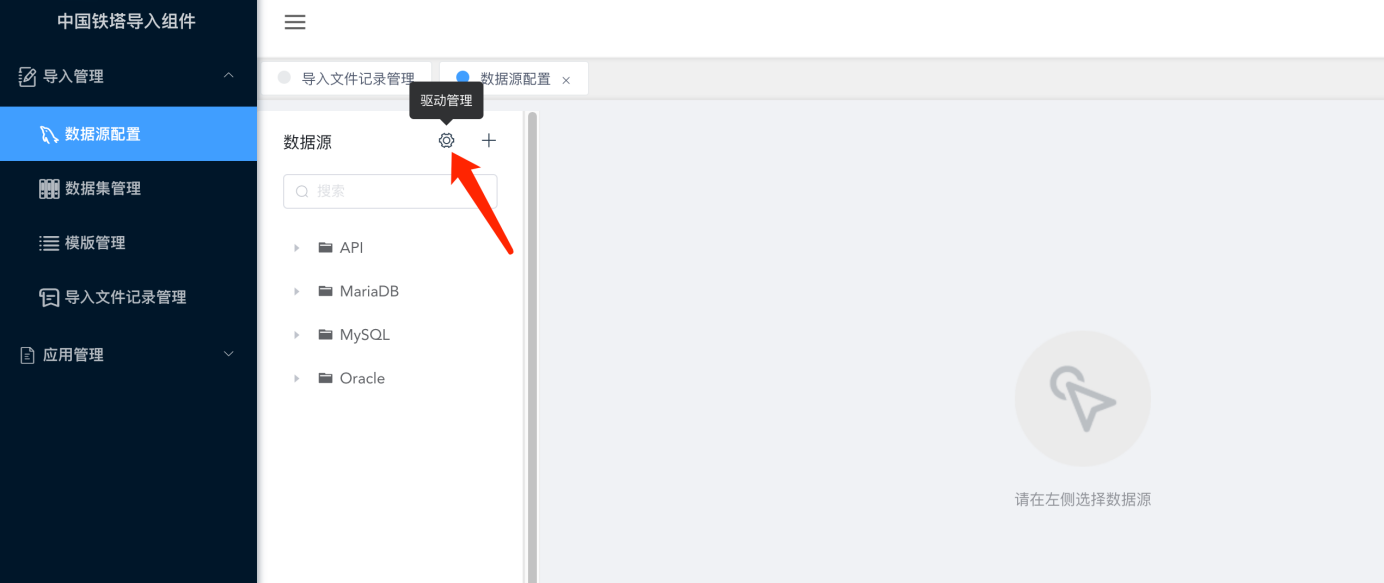 中国铁塔导入组件
导入管理
数据源配置
数据集管理
模版管理
导入文件记录管理
应用管理
导入文件记录管理
数据源配置
驱动管理
数据源
搜索
API
MariaDB
MySQL
Oracle
请在左侧选择数据源